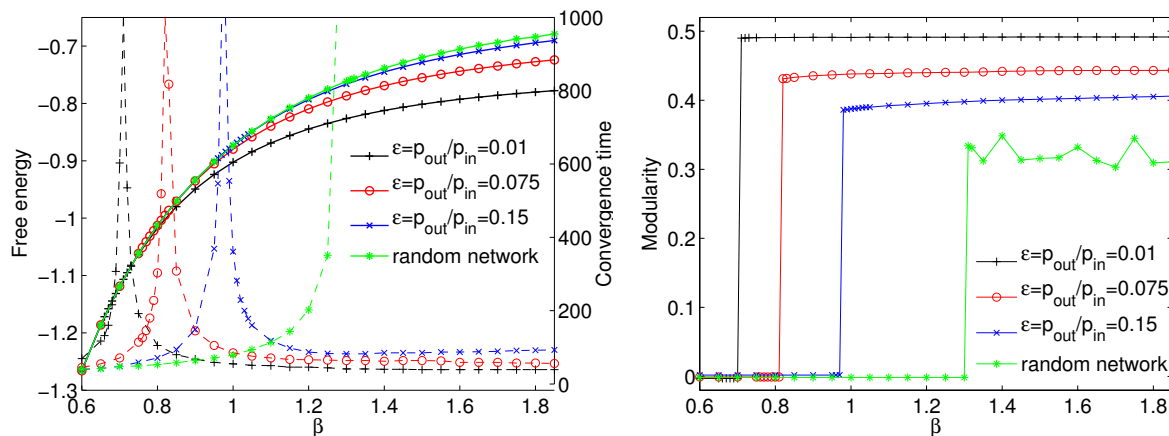 Free energy
−0.7
−0.8
−0.9
−1
−1.1
−1.2
−1.3
0.6
0.8
1
1.2
1.4
1.6
1.8
β
1000
800
600
400
200
0
Convergence time
ε=p_out/p_in=0.01
ε=p_out/p_in=0.075
ε=p_out/p_in=0.15
random network
Modularity
0.5
0.4
0.3
0.2
0.1
0
0.6
0.8
1
1.2
1.4
1.6
1.8
β
ε=p_out/p_in=0.01
ε=p_out/p_in=0.075
ε=p_out/p_in=0.15
random network